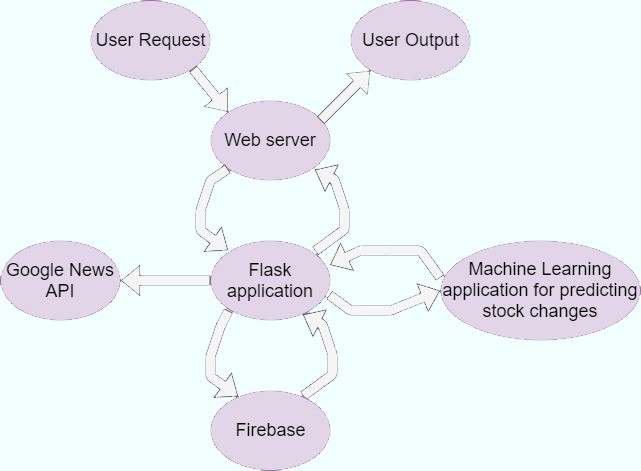 User Request
User Output
Web server
Google News
API
Flask
application
Machine Learning
application for predicting
stock changes
Firebase